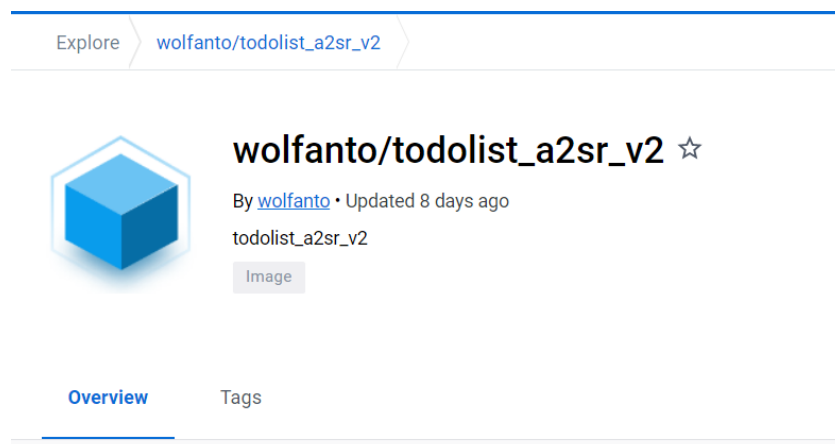 Explore wolfanto/todolist_a2sr_v2
wolfanto/todolist_a2sr_v2
By wolfanto • Updated 8 days ago
todolist_a2sr_v2
Image
Overview Tags